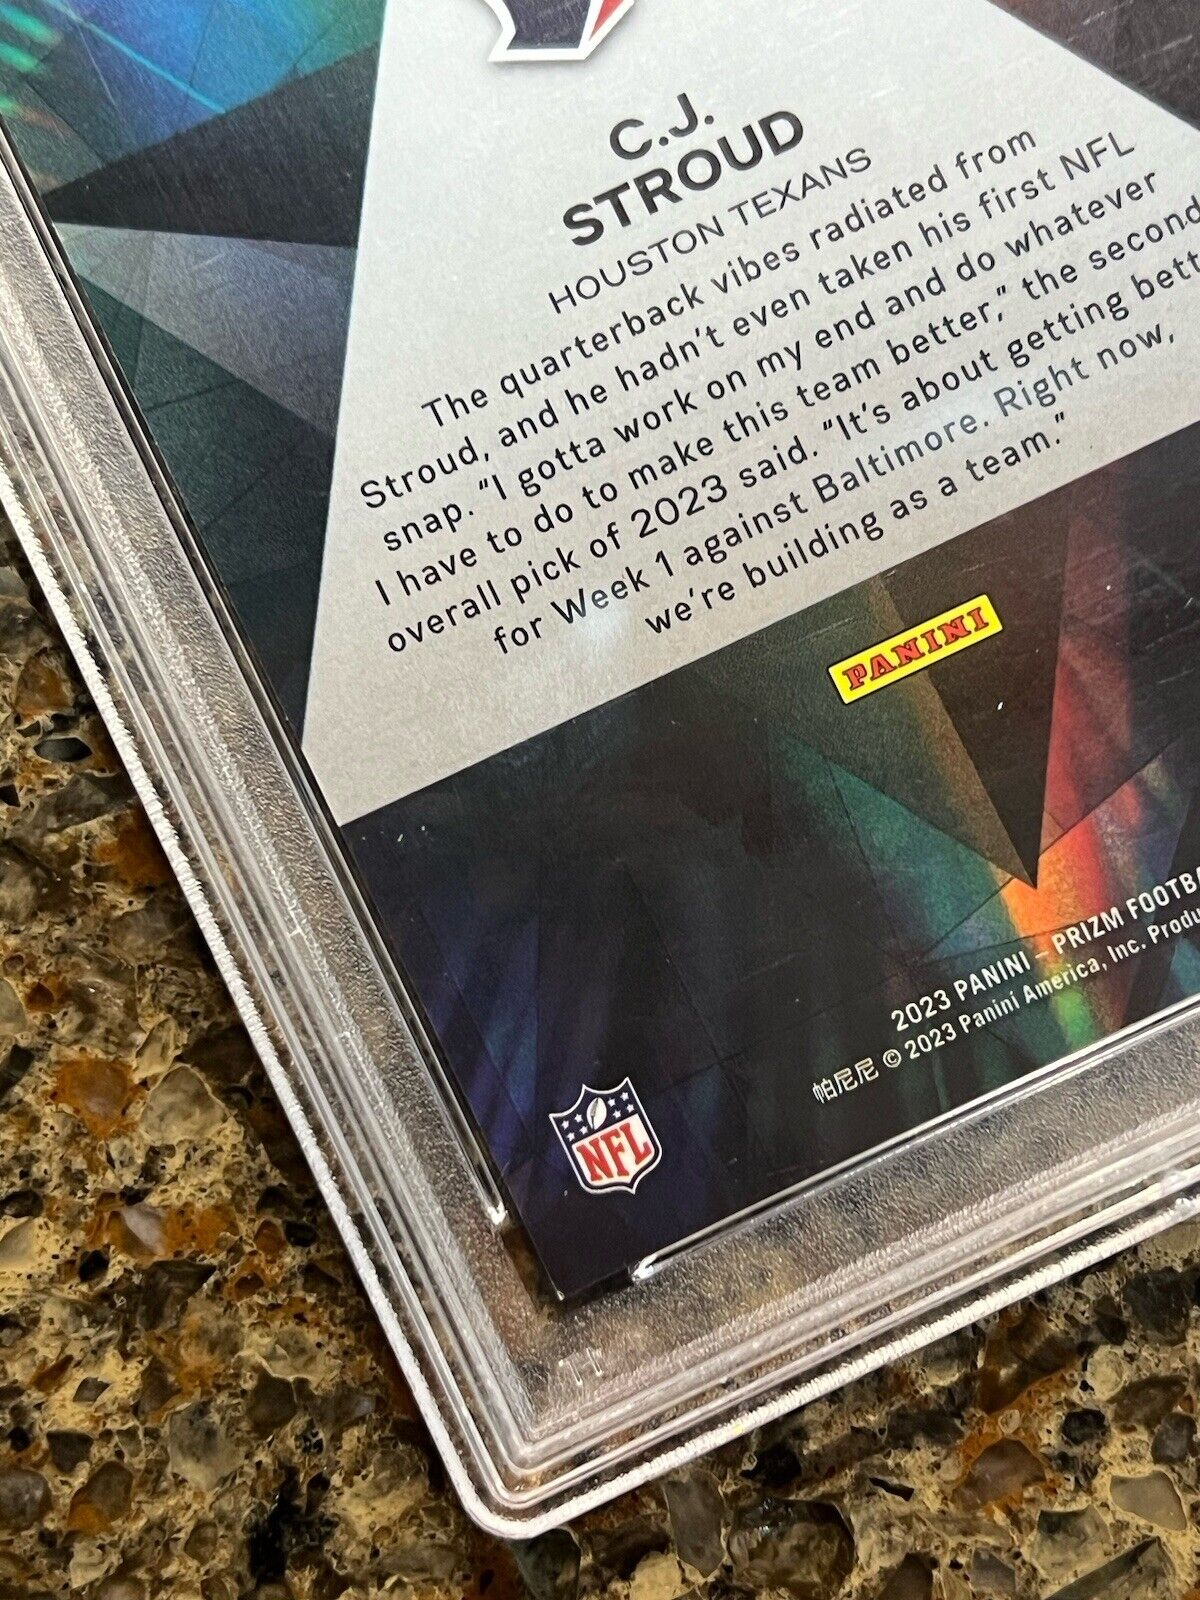 C.J.
STROUD
HOUSTON TEXANS
The quarterback vibes radiated from
Stroud, and he hadn't even taken his first NFL
snap. "I gotta work on my end and do whatever
I have to do to make this team better," the second
overall pick of 2023 said. "It's about getting bett
for Week 1 against Baltimore. Right now,
we're building as a team."
PANINI
2023 PANINI - PRIZM FOOTBA
帕尼尼 © 2023 Panini America, Inc. Produ
NFL